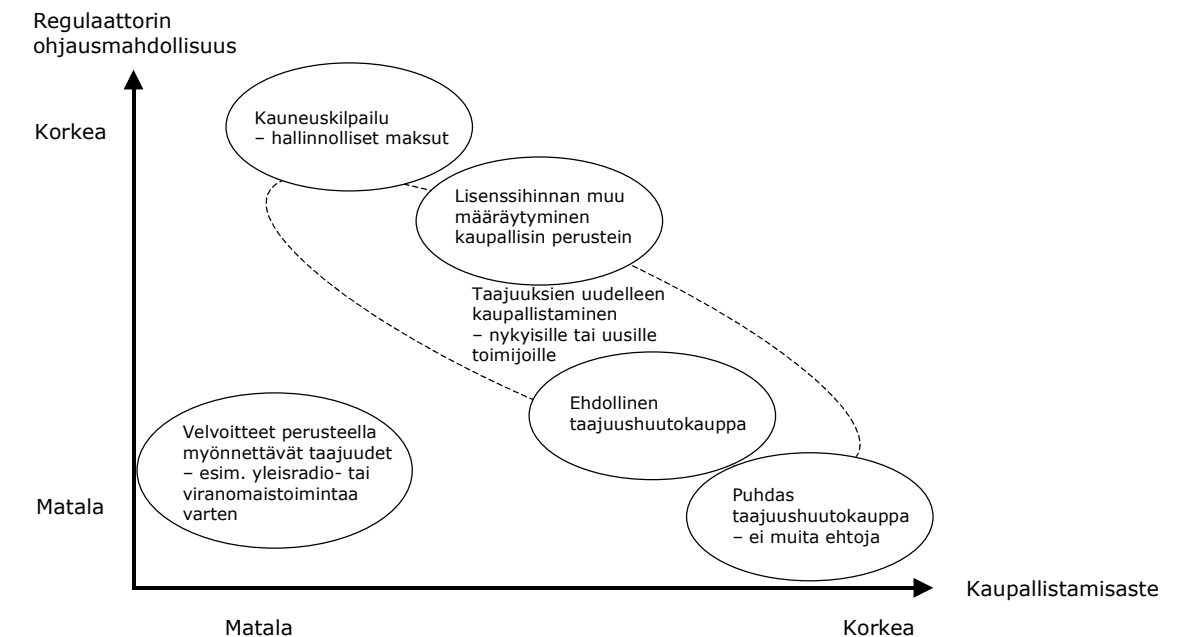 Regulaattorin
ohjausmahdollisuus
Korkea
Kauneuskilpailu
– hallinnolliset maksut
Lisenssihinnan muu
määräytyminen
kaupallisin perustein
Taajuuksien uudelleen
kaupallistaminen
– nykyisille tai uusille
toimijoille
Ehdollinen
taajuushuutokauppa
Velvoitteet perusteella
myönnettävät taajuudet
– esim. yleisradio- tai
viranomaistoimintaa
varten
Matala
Puhdas
taajuushuutokauppa
– ei muita ehtoja
Kaupallistamisaste
Matala
Korkea